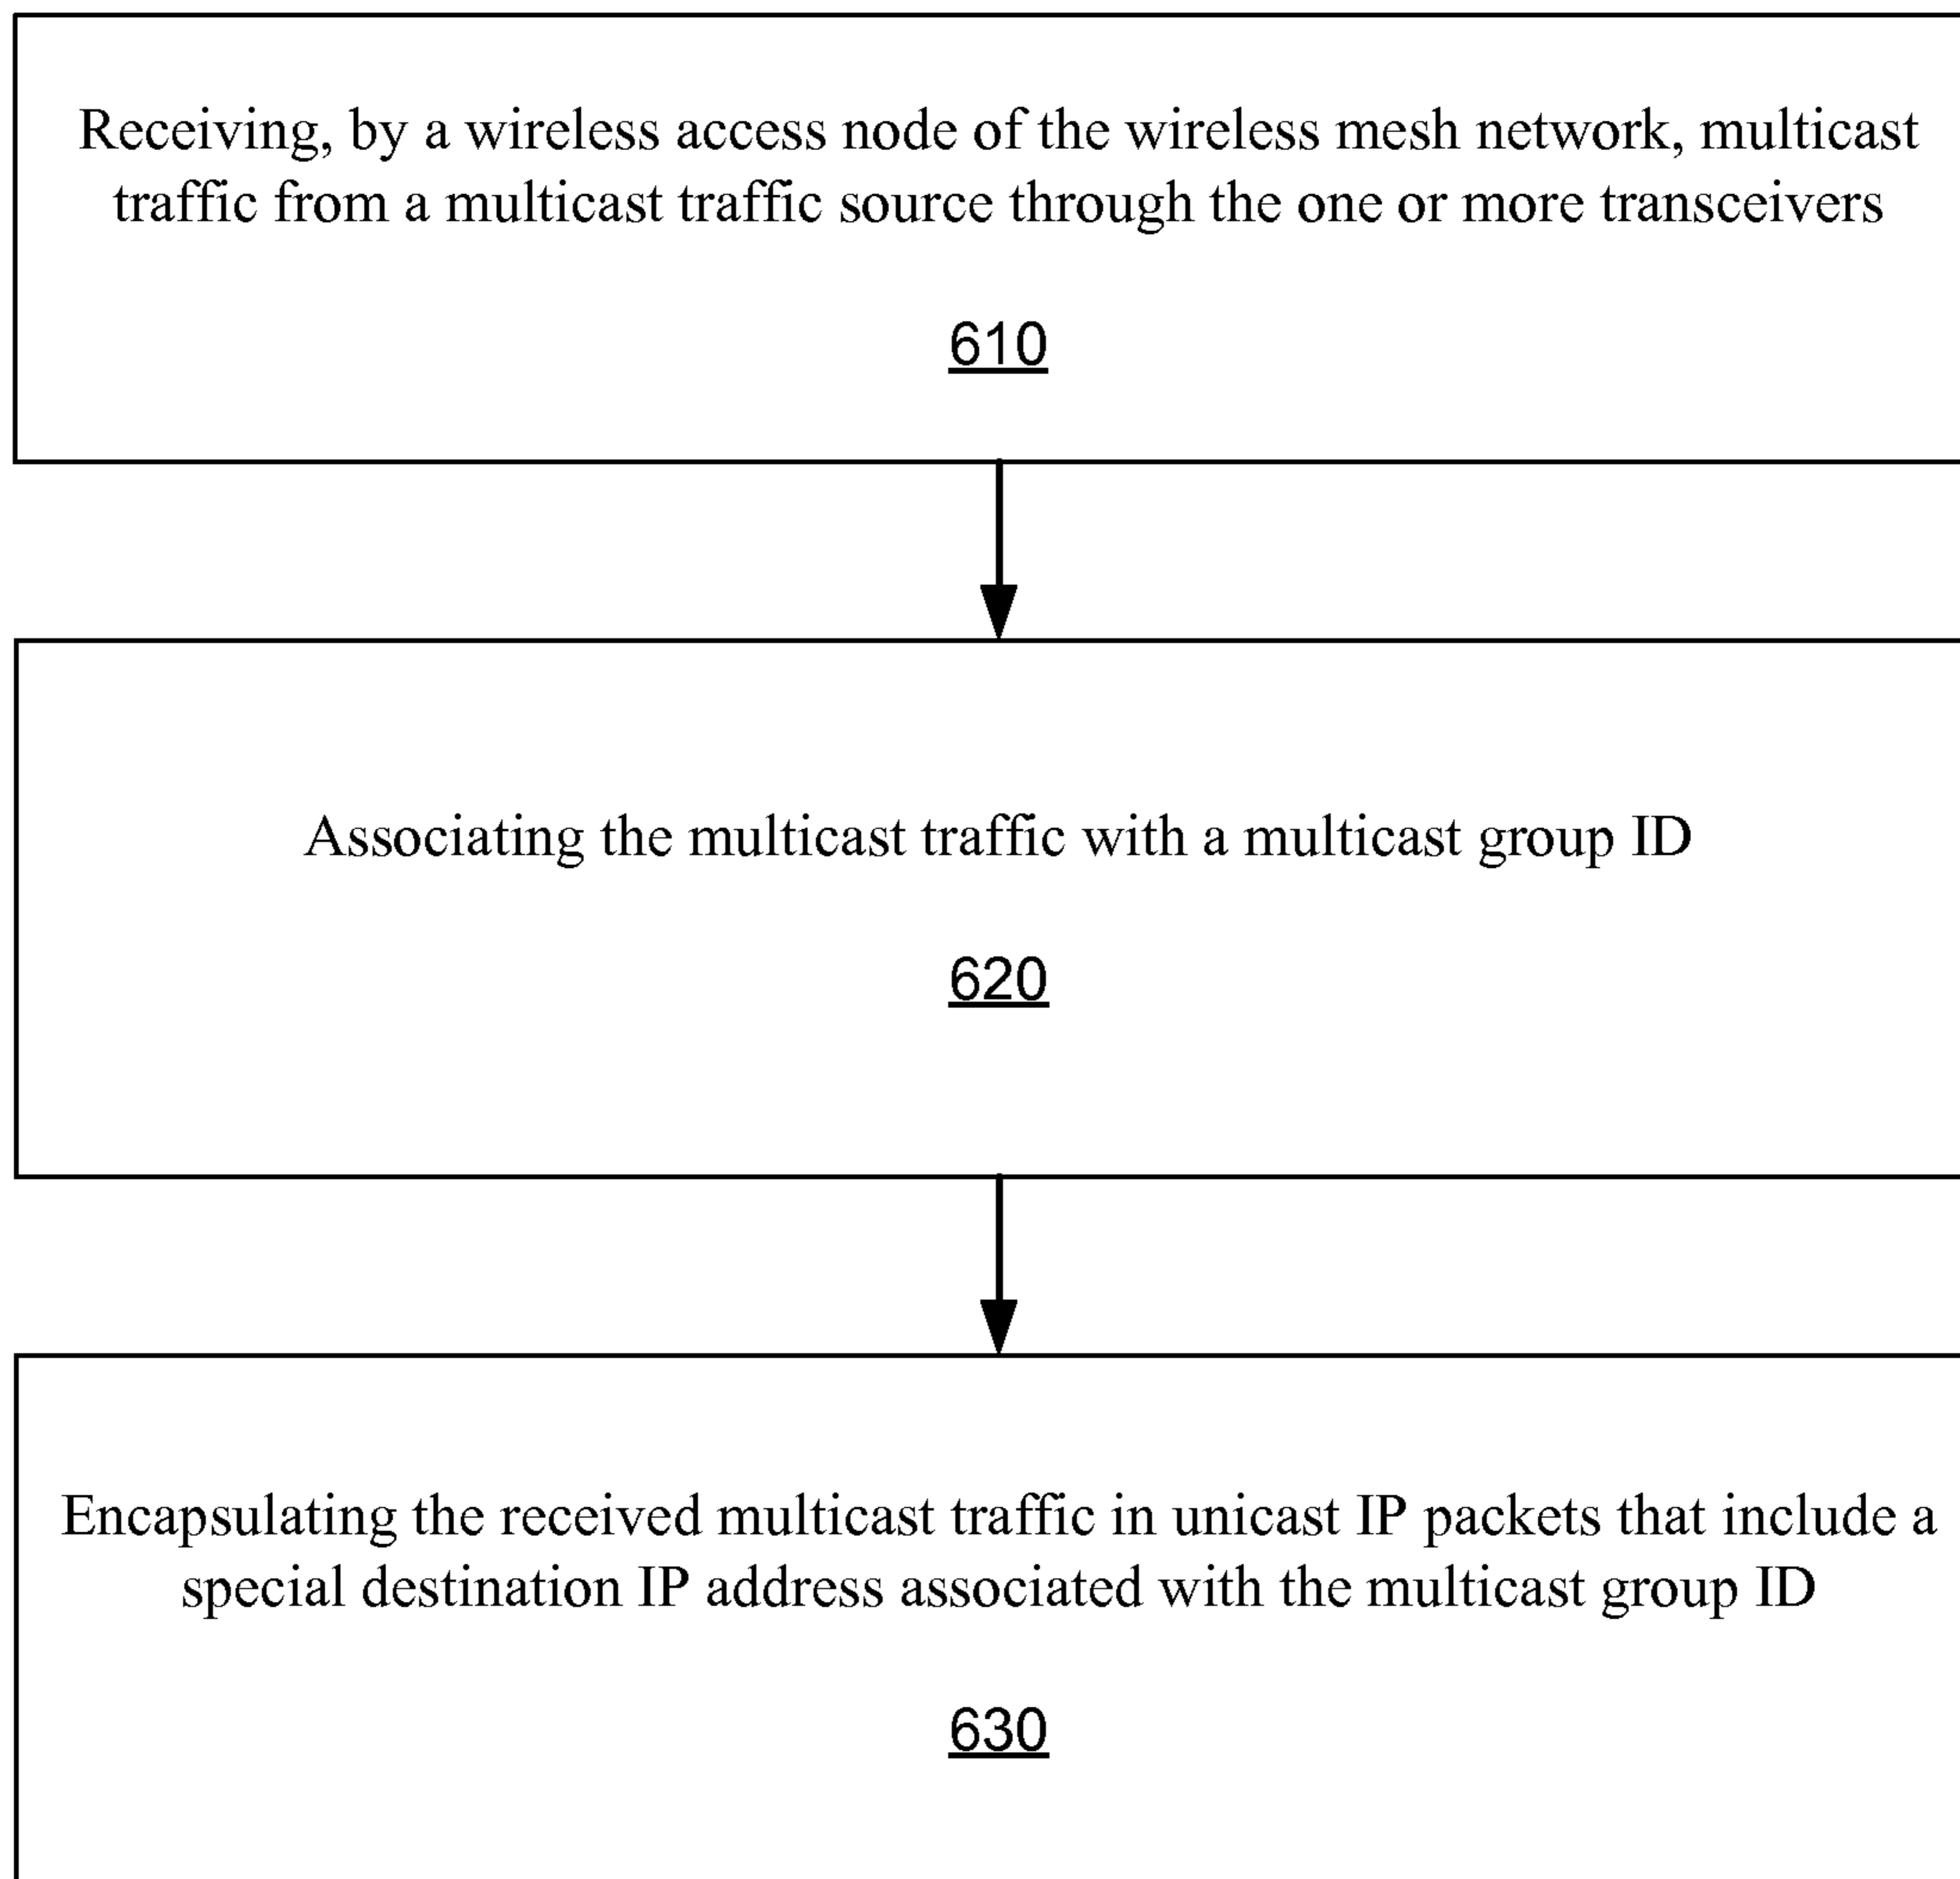 Receiving, by a wireless access node of the wireless mesh network, multicast
traffic from a multicast traffic source through the one or more transceivers
610
Associating the multicast traffic with a multicast group ID
620
Encapsulating the received multicast traffic in unicast IP packets that include a
special destination IP address associated with the multicast group ID
630